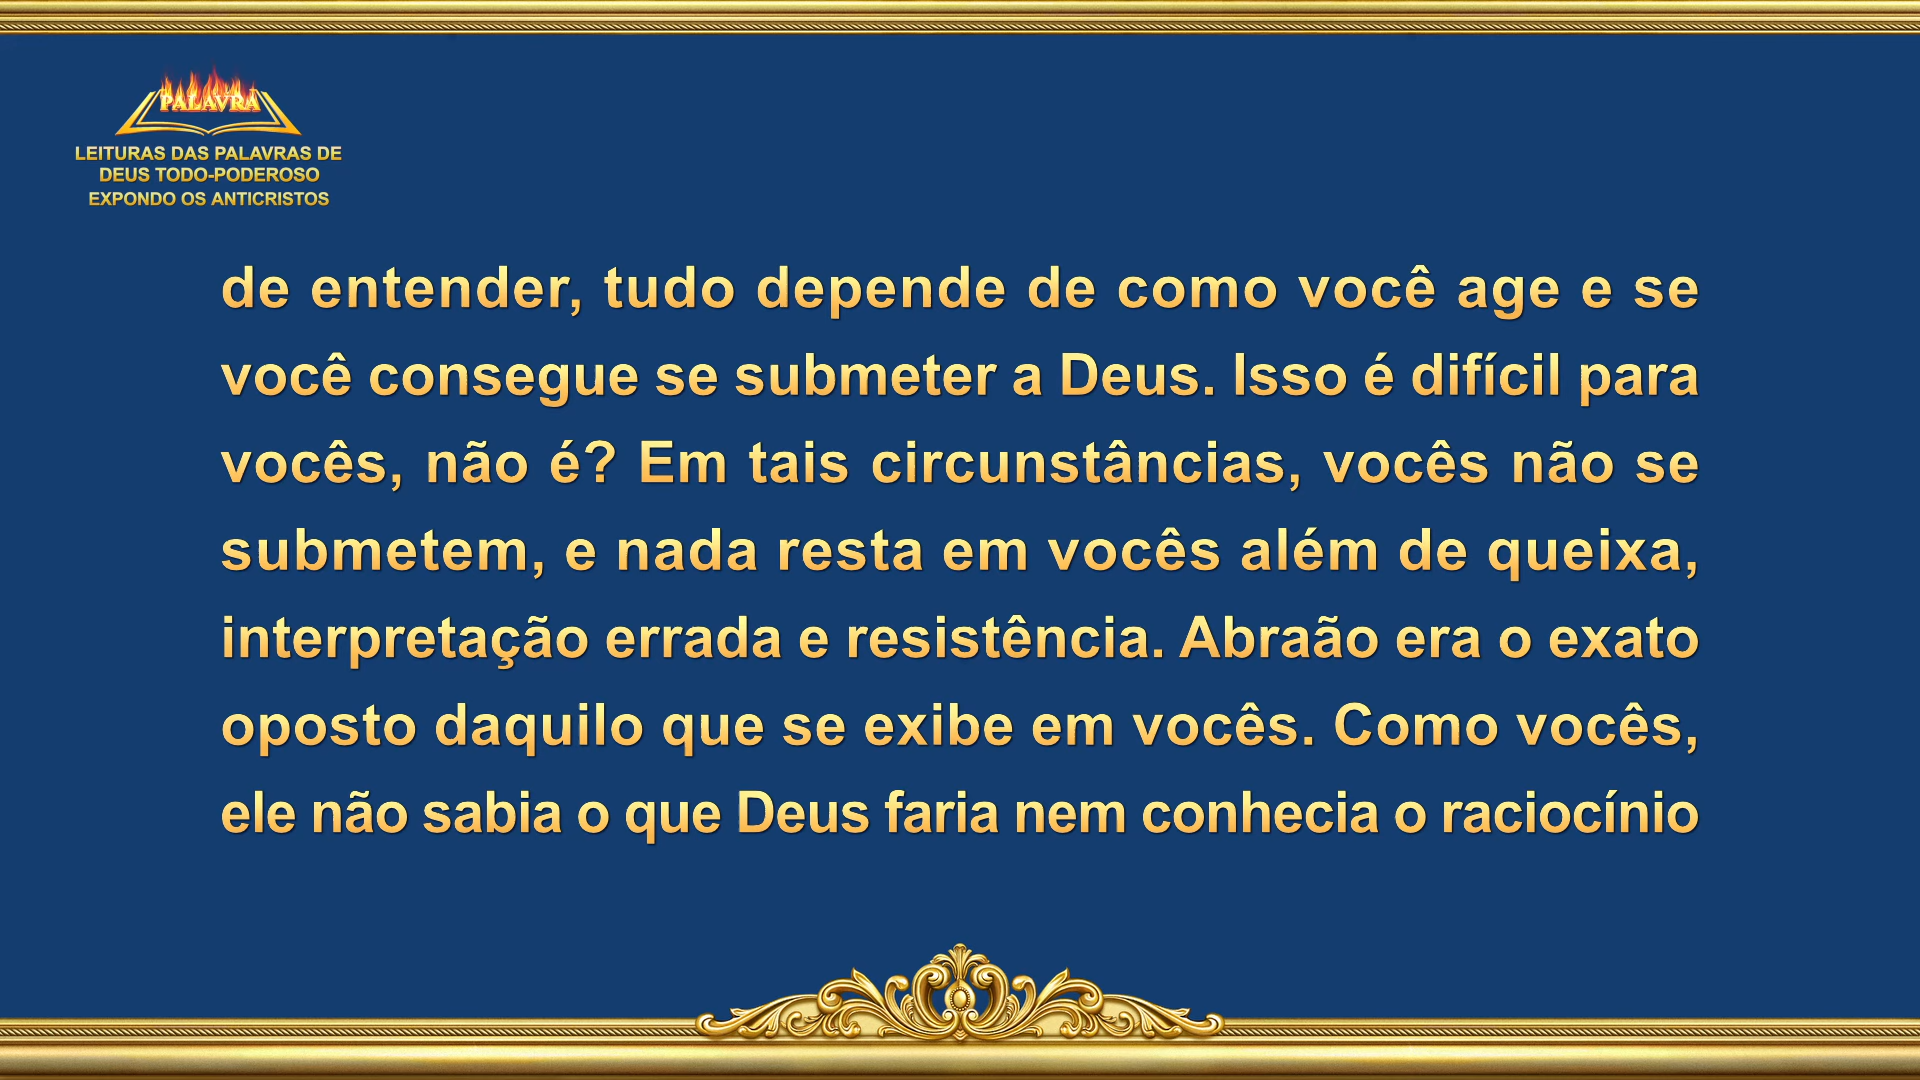 PALAVRA
LEITURAS DAS PALAVRAS DE
DEUS TODO-PODEROSO
EXPONDO OS ANTICRISTOS
de entender, tudo depende de como você age e se
você consegue se submeter a Deus. Isso é difícil para
vocês, não é? Em tais circunstâncias, vocês não se
submetem, e nada resta em vocês além de queixa,
interpretação errada e resistência. Abraão era o exato
oposto daquilo que se exibe em vocês. Como vocês,
ele não sabia o que Deus faria nem conhecia o raciocínio